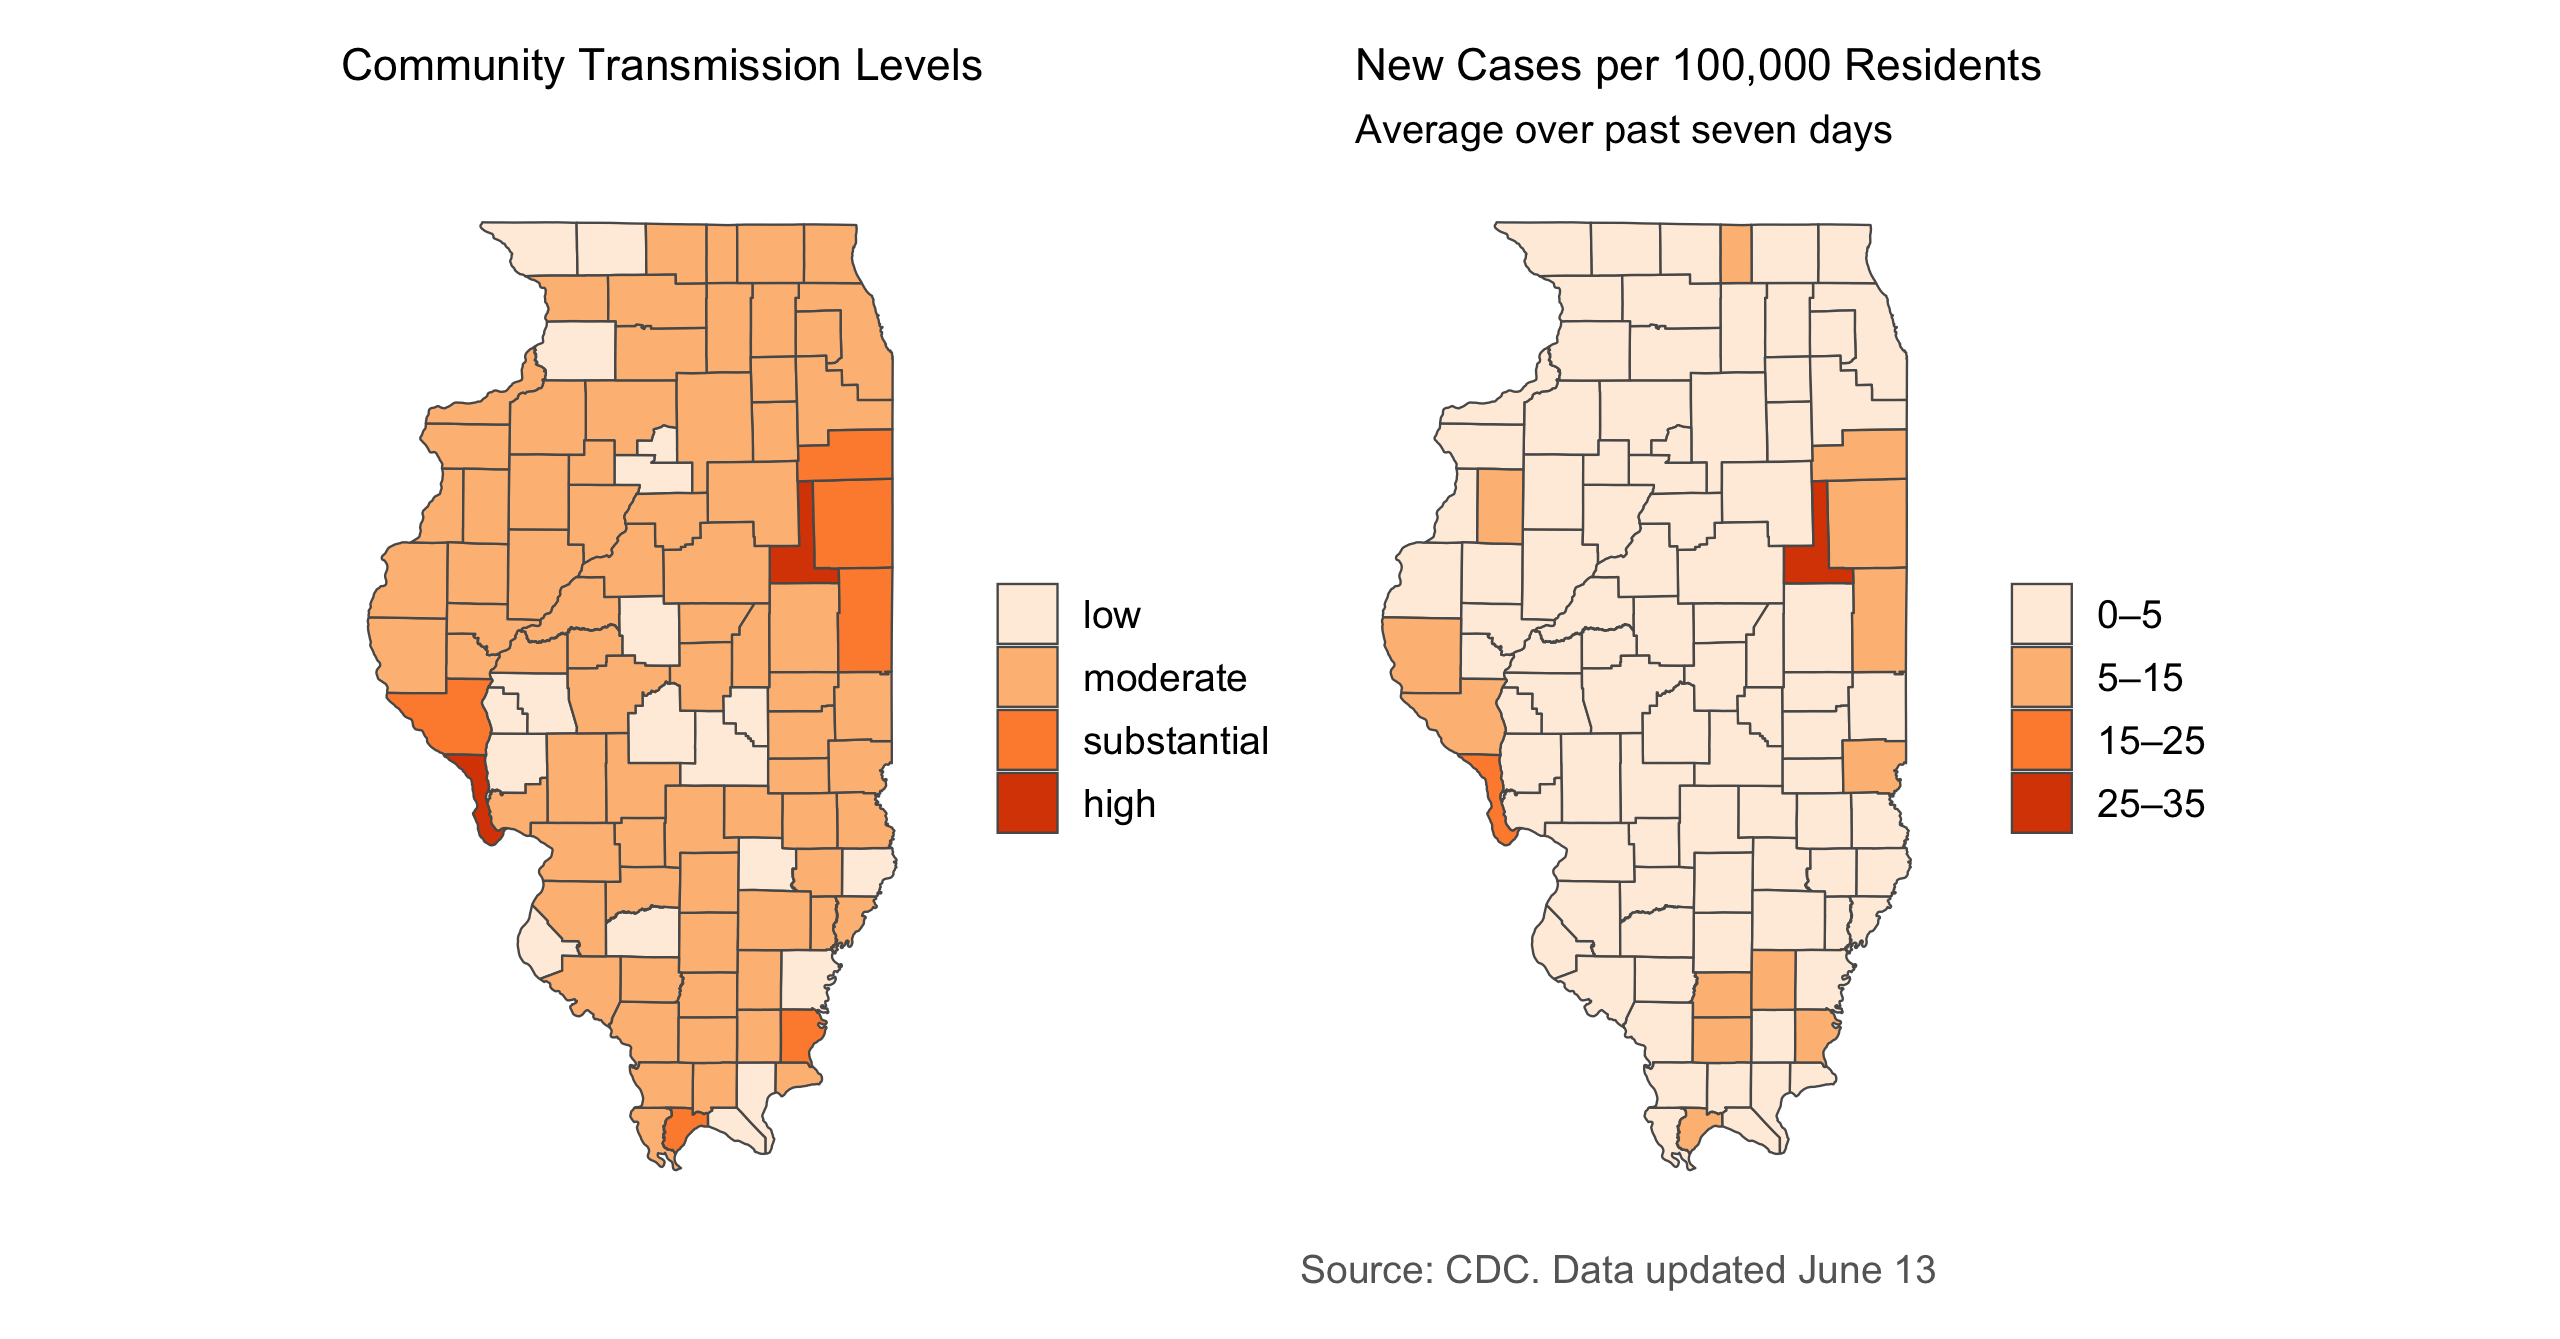 Community Transmission Levels
low
moderate
substantial
high
New Cases per 100,000 Residents
Average over past seven days
0–5
5–15
15–25
25–35
Source: CDC. Data updated June 13